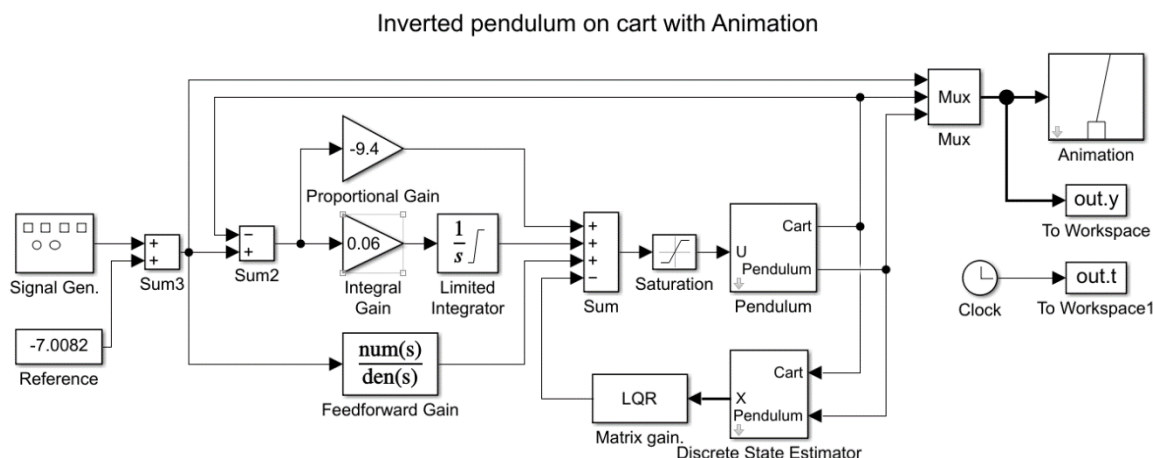 Inverted pendulum on cart with Animation
Mux
Mux
Animation
-9.4
Proportional Gain
out.y
To Workspace
Signal Gen.
+
+
Sum3
−
+
Sum2
0.06
Integral
Gain
1
s
Limited
Integrator
+
+
+
−
Sum
Saturation
Cart
U
Pendulum
Pendulum
Clock
out.t
To Workspace1
-7.0082
Reference
num(s)
den(s)
Feedforward Gain
LQR
Matrix gain.
Cart
X
Pendulum
Discrete State Estimator